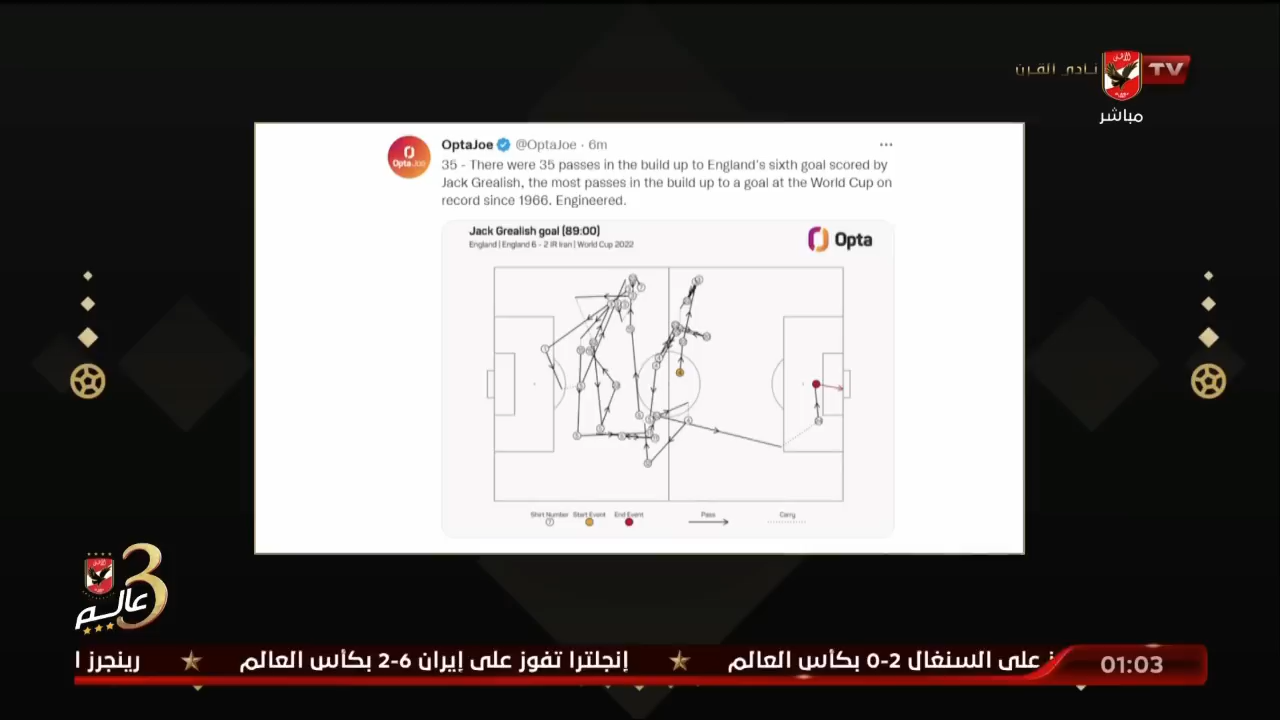 نادي القرن
TV
مباشر
OptaJoe @OptaJoe · 6m
35 - There were 35 passes in the build up to England's sixth goal scored by
Jack Grealish, the most passes in the build up to a goal at the World Cup on
record since 1966. Engineered.
Jack Grealish goal (89:00)
England | England 6 - 2 IR Iran | World Cup 2022
Opta
Shirt Number
Start Event
End Event
Pass
Carry
3
عالم
على السنغال 2-0 بكأس العالم
إنجلترا تفوز على إيران 6-2 بكأس العالم
رينجرز
01:03